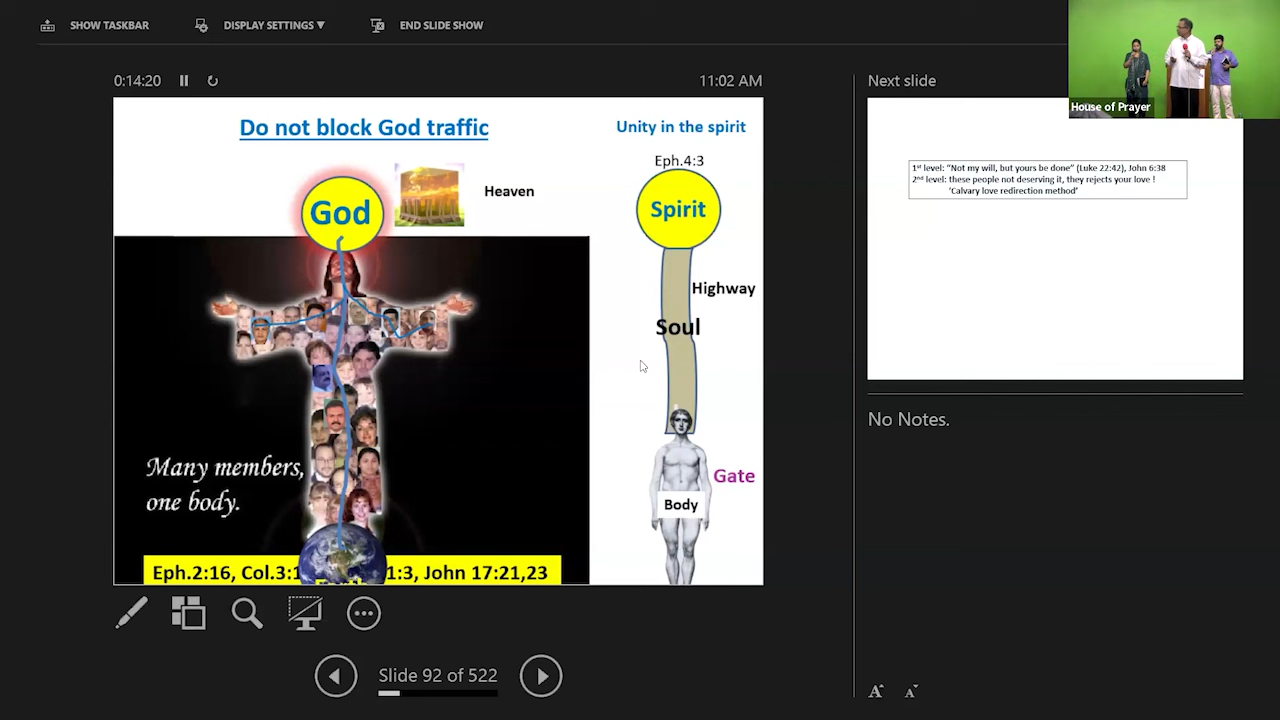 SHOW TASKBAR
DISPLAY SETTINGS ▼
END SLIDE SHOW
0:14:20
11:02 AM
Next slide
House of Prayer
Do not block God traffic
Unity in the spirit
Eph.4:3
God
Heaven
Spirit
Highway
Soul
Many members,
one body.
Gate
Body
Eph.2:16, Col.3:1 1:3, John 17:21,23
1st level: “Not my will, but yours be done” (Luke 22:42), John 6:38
2nd level: these people not deserving it, they rejects your love !
‘Calvary love redirection method’
No Notes.
Slide 92 of 522
A A